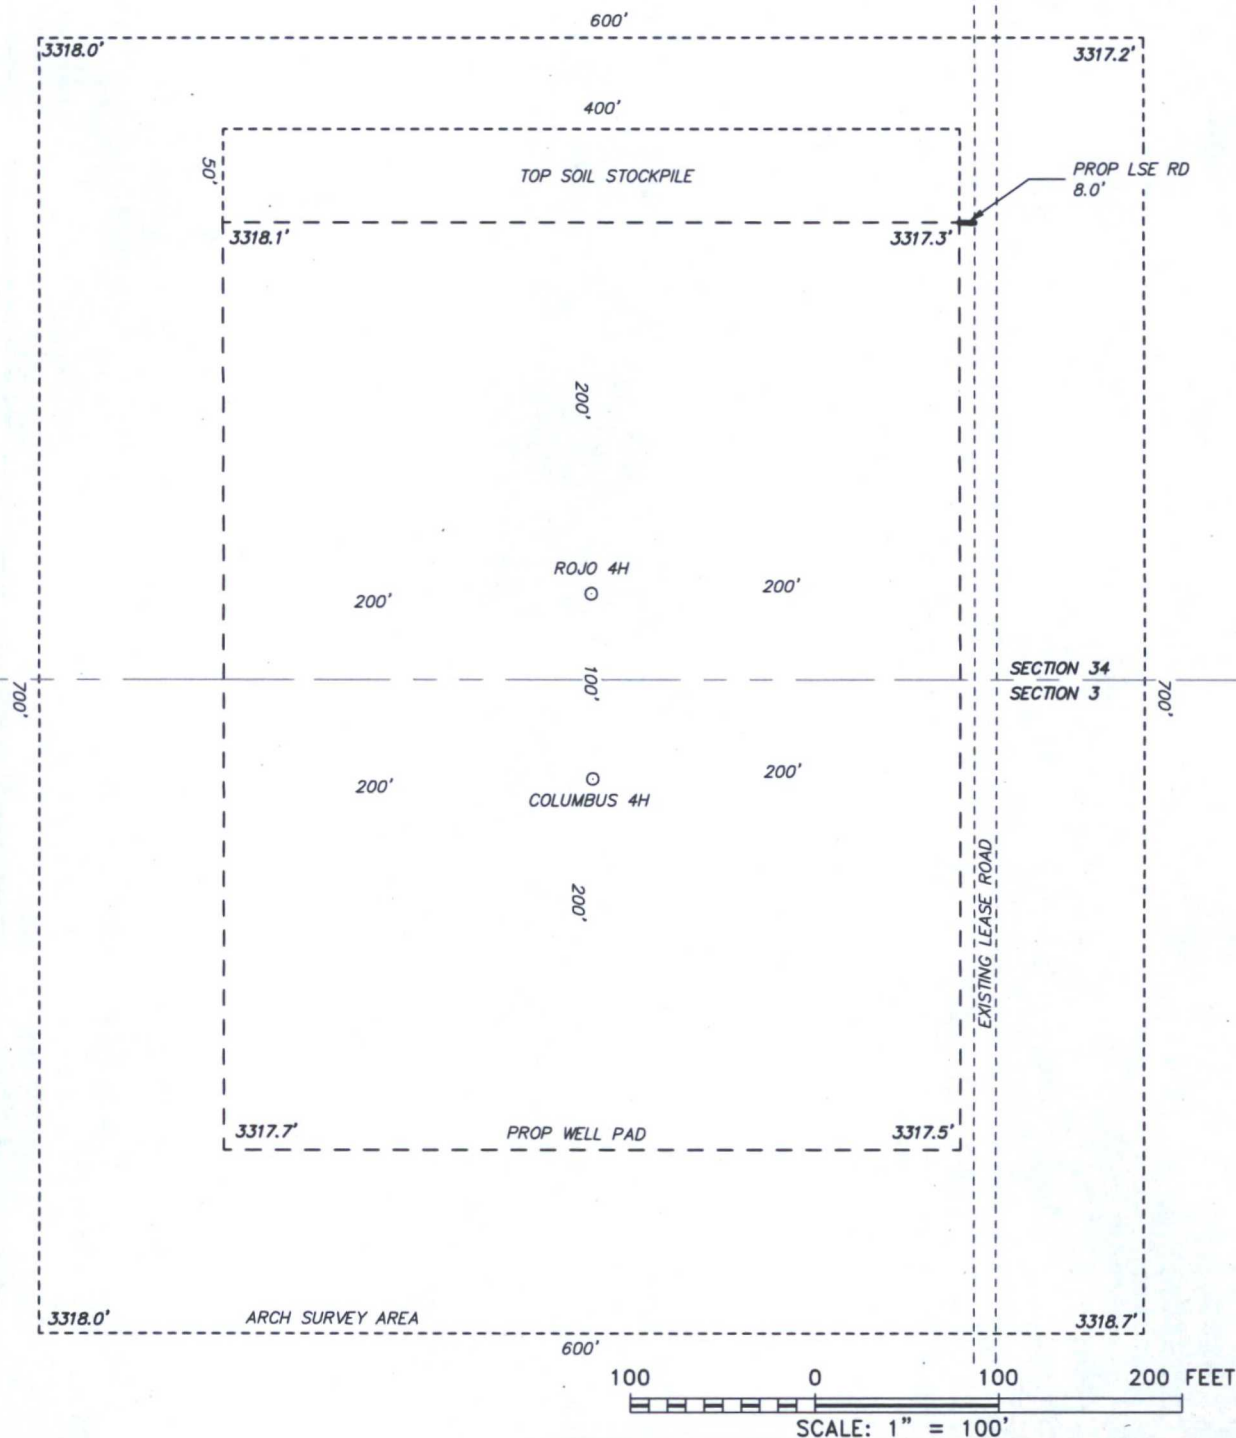 600'
3318.0'
3317.2'
400'
50'
TOP SOIL STOCKPILE
PROP LSE RD
8.0'
3318.1'
3317.3'
200'
ROJO 4H
200'
200'
700'
100'
SECTION 34
SECTION 3
700'
200'
200'
COLUMBUS 4H
200'
EXISTING LEASE ROAD
3317.7'
PROP WELL PAD
3317.5'
3318.0'
ARCH SURVEY AREA
3318.7'
600'
100 0 100 200 FEET
SCALE: 1" = 100'